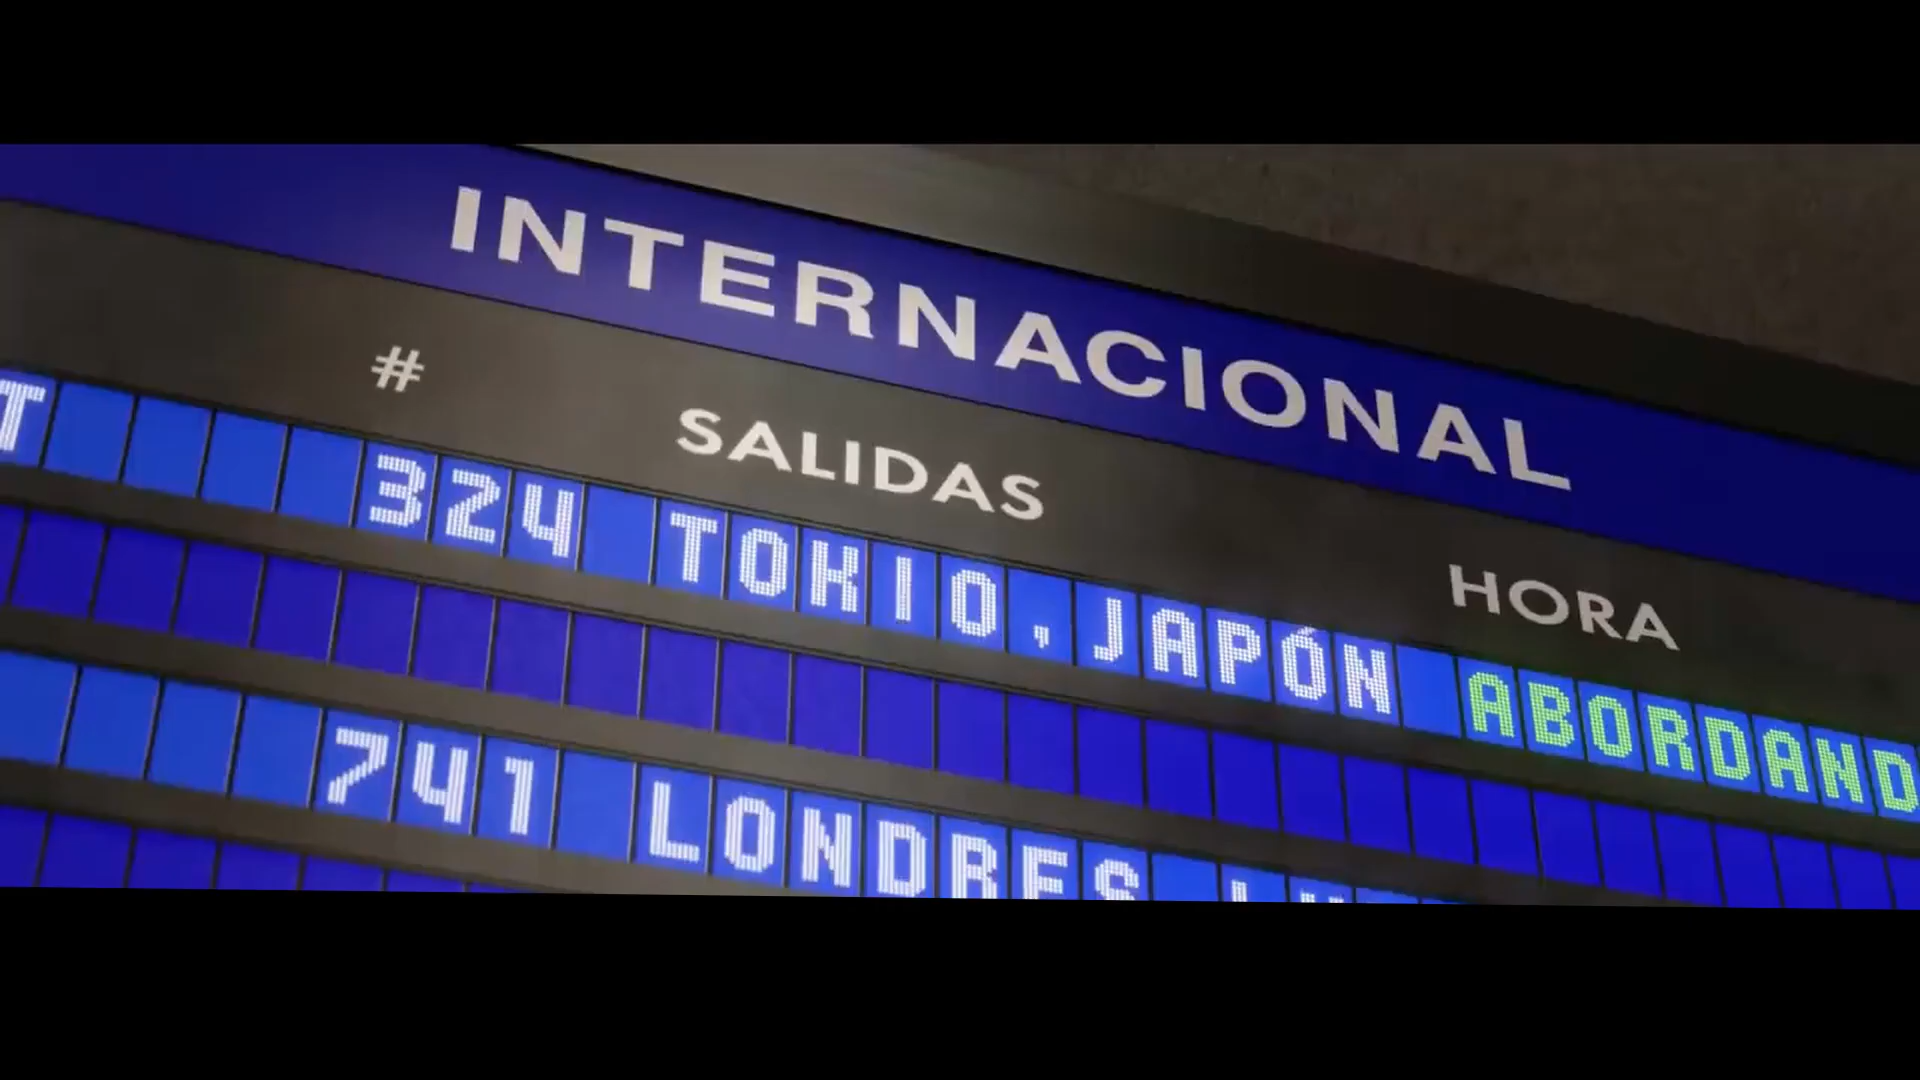 INTERNACIONAL
# SALIDAS HORA
T 324 TOKIO, JAPÓN ABORDAND
741 LONDRES,